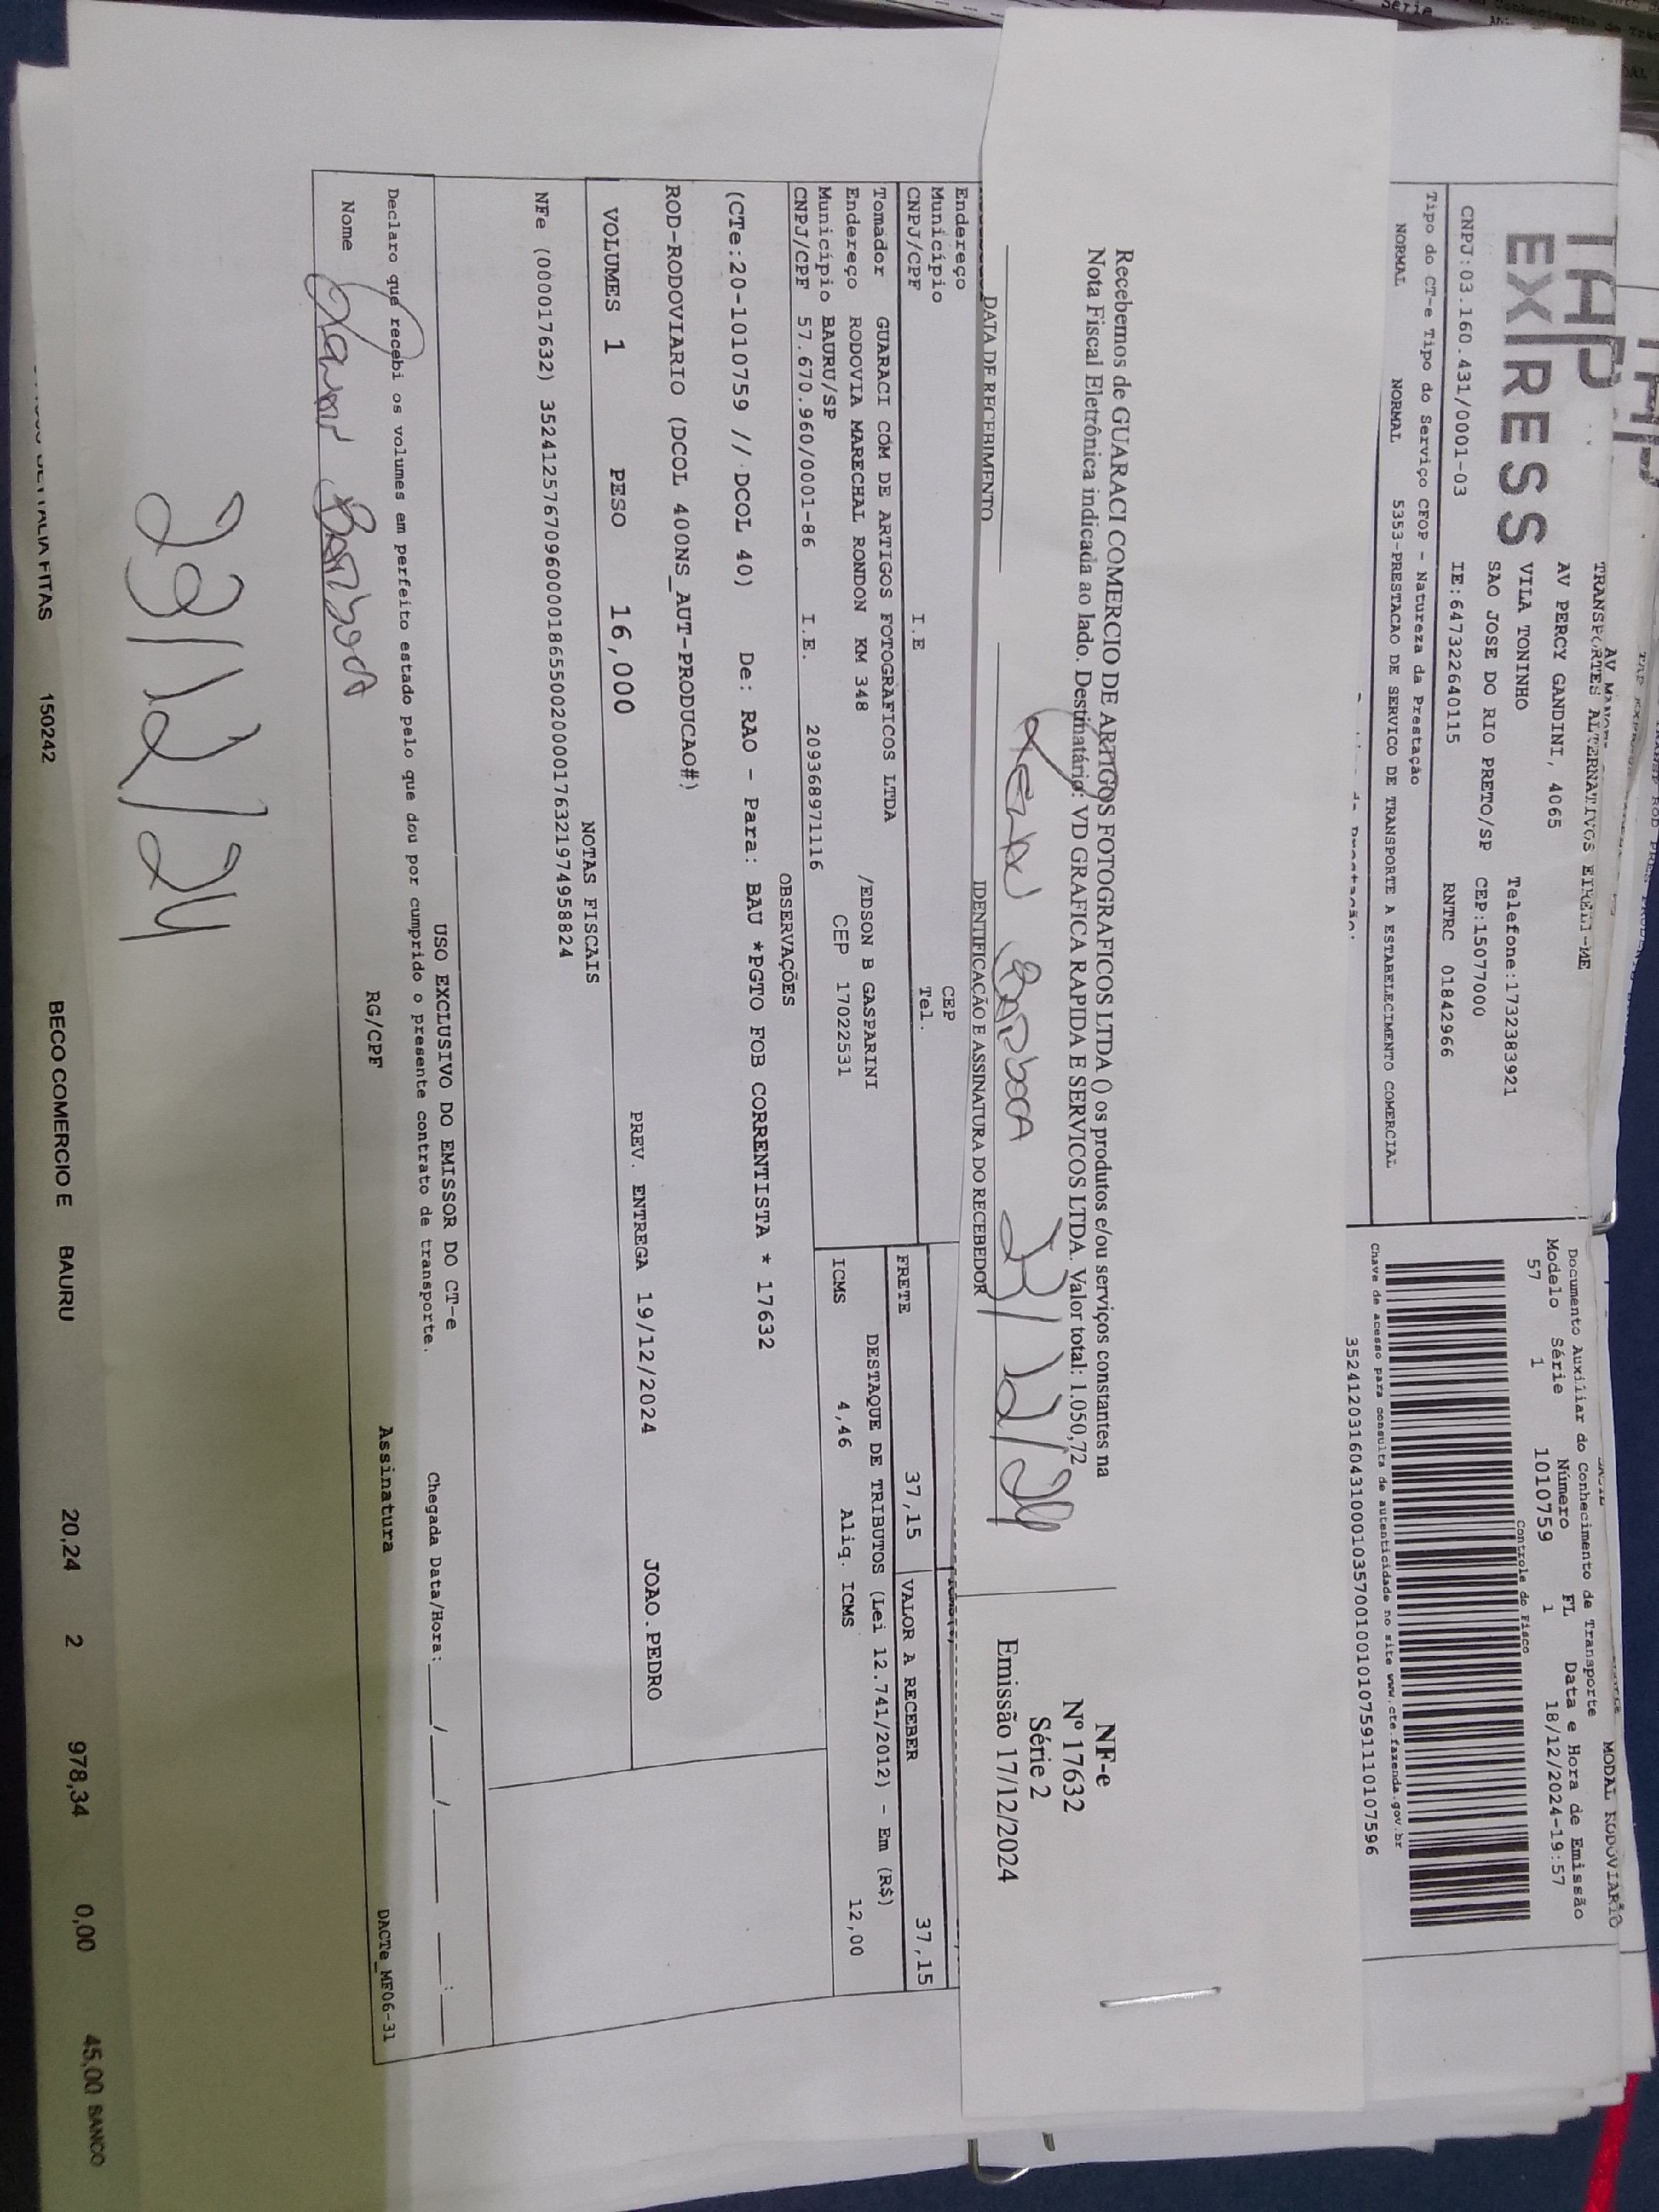 TAP
EXPRESS
TRANSPORTES ALTERNATIVOS EIRELI-ME
AV PERCY GANDINI, 4065
VILA TONINHO Telefone:1732383921
SAO JOSE DO RIO PRETO/SP CEP:15077000
CNPJ:03.160.431/0001-03 IE:647322640115 RNTRC 01842966
Tipo do CT-e Tipo do Serviço CFOP - Natureza da Prestação
NORMAL NORMAL 5353-PRESTACAO DE SERVICO DE TRANSPORTE A ESTABELECIMENTO COMERCIAL
MODAL RODOVIARIO
Documento Auxiliar do Conhecimento de Transporte
Modelo Série Número FL Data e Hora de Emissão
57 1 1010759 1 18/12/2024-19:57
Controle do Fisco
Chave de acesso para consulta de autenticidade no site www.cte.fazenda.gov.br
35241203160431000103570010010107591110107596
Recebemos de GUARACI COMERCIO DE ARTIGOS FOTOGRAFICOS LTDA () os produtos e/ou serviços constantes na
Nota Fiscal Eletrônica indicada ao lado. Destinatário: VD GRAFICA RAPIDA E SERVICOS LTDA. Valor total: 1.050,72
Barbosa 23/12/24
DATA DE RECEBIMENTO IDENTIFICAÇÃO E ASSINATURA DO RECEBEDOR
NF-e
Nº 17632
Série 2
Emissão 17/12/2024
Endereço CEP
Município Tel.
CNPJ/CPF I.E
FRETE 37,15 VALOR A RECEBER 37,15
Tomador GUARACI COM DE ARTIGOS FOTOGRAFICOS LTDA /EDSON B GASPARINI
Endereço RODOVIA MARECHAL RONDON KM 348 CEP 17022531
Município BAURU/SP
CNPJ/CPF 57.670.960/0001-86 I.E. 209368971116
DESTAQUE DE TRIBUTOS (Lei 12.741/2012) - Em (R$)
ICMS 4,46 Aliq. ICMS 12,00
OBSERVAÇÕES
(CTe:20-1010759 // DCOL 40) De: RAO - Para: BAU *PGTO FOB CORRENTISTA * 17632
ROD-RODOVIARIO (DCOL 400NS_AUT-PRODUCAO#)
JOAO.PEDRO
VOLUMES 1 PESO 16,000 PREV. ENTREGA 19/12/2024
NOTAS FISCAIS
NFe (000017632) 35241257670960000186550020000176321974958824
USO EXCLUSIVO DO EMISSOR DO CT-e
Declaro que recebi os volumes em perfeito estado pelo que dou por cumprido o presente contrato de transporte. Chegada Data/Hora:____/____/____ ___:___
Nome Barbosa RG/CPF Assinatura DACTe_MF06-31
23/12/24
ITALIA FITAS 150242 BECO COMERCIO E BAURU 20,24 2 978,34 0,00 45,00 BANCO